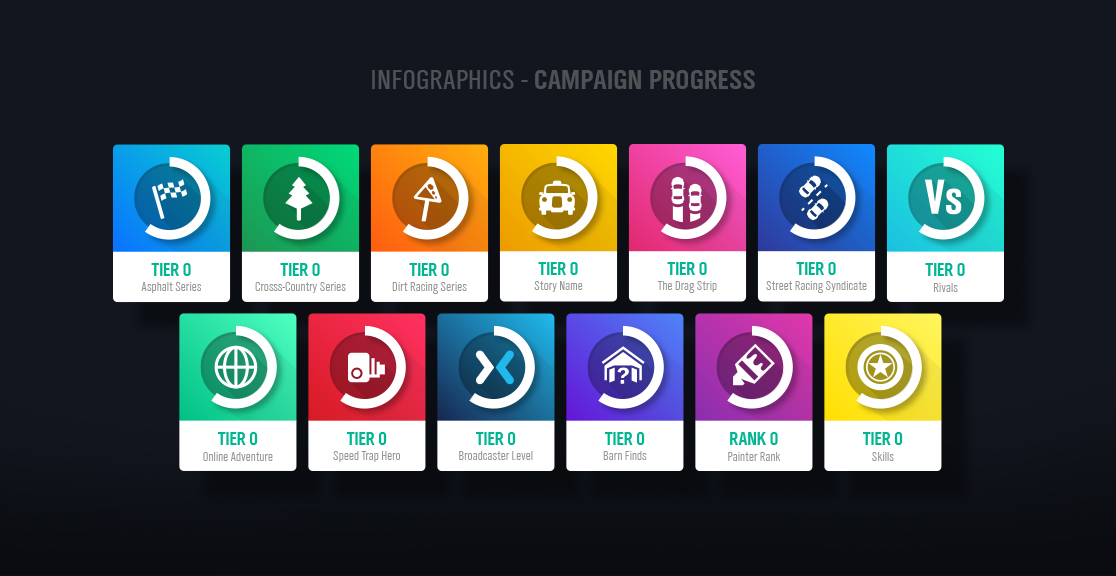 INFOGRAPHICS - CAMPAIGN PROGRESS
Vs
TIER 0
Asphalt Series
TIER 0
Crosss-Country Series
TIER 0
Dirt Racing Series
TIER 0
Story Name
TIER 0
The Drag Strip
TIER 0
Street Racing Syndicate
TIER 0
Rivals
?
TIER 0
Online Adventure
TIER 0
Speed Trap Hero
TIER 0
Broadcaster Level
TIER 0
Barn Finds
RANK 0
Painter Rank
TIER 0
Skills